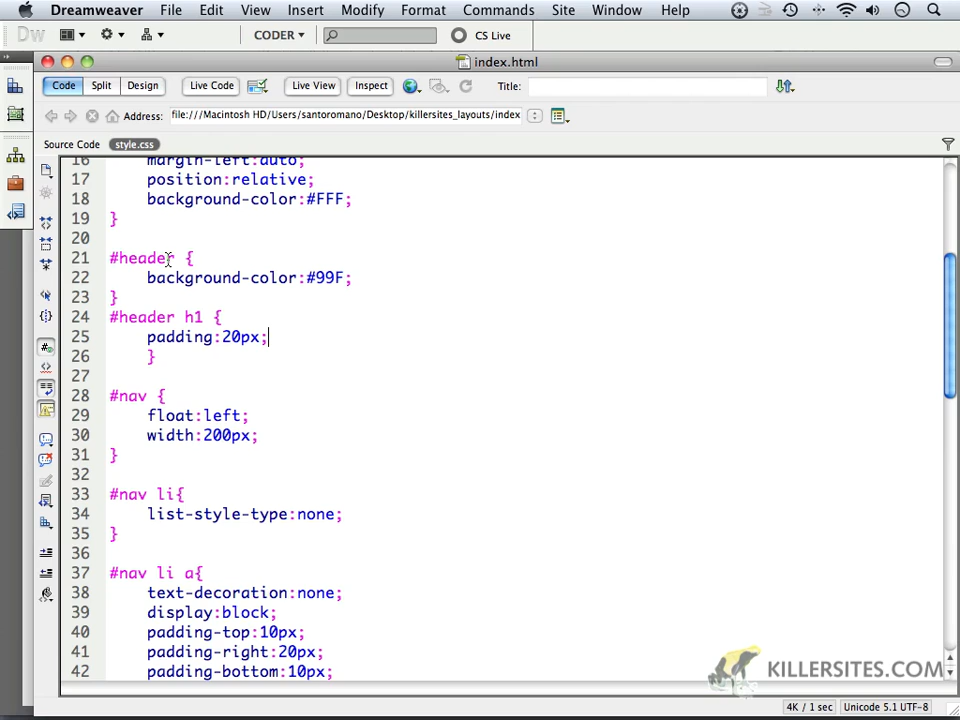 Dreamweaver File Edit View Insert Modify Format Commands Site Window Help
Dw CODER CS Live
index.html
Code Split Design Live Code Live View Inspect Title:
Address: file:///Macintosh HD/Users/santoromano/Desktop/killersites_layouts/index
Source Code style.css
16 margin-left:auto;
17 position:relative;
18 background-color:#FFF;
19 }
20
21 #header {
22 background-color:#99F;
23 }
24 #header h1 {
25 padding:20px;
26 }
27
28 #nav {
29 float:left;
30 width:200px;
31 }
32
33 #nav li{
34 list-style-type:none;
35 }
36
37 #nav li a{
38 text-decoration:none;
39 display:block;
40 padding-top:10px;
41 padding-right:20px;
42 padding-bottom:10px;
KILLERSITES.COM
4K / 1 sec Unicode 5.1 UTF-8